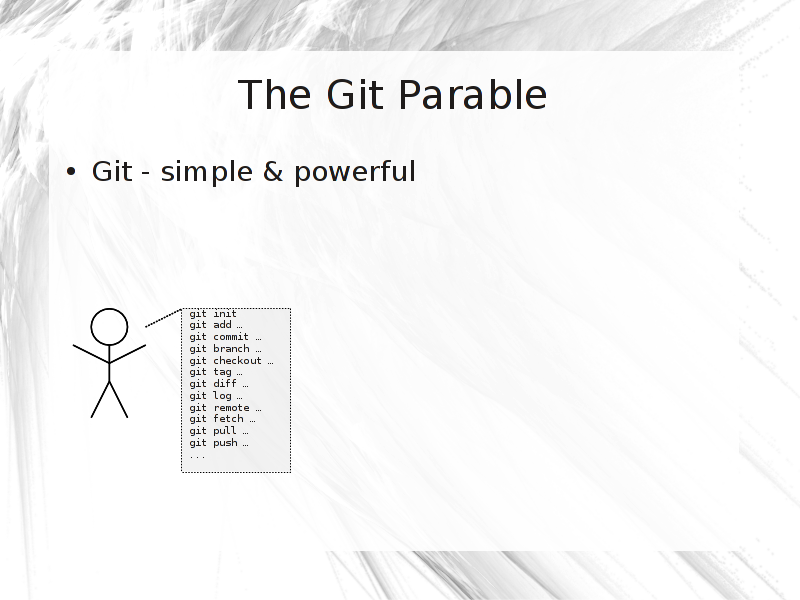 The Git Parable
• Git - simple & powerful
git init
git add …
git commit …
git branch …
git checkout …
git tag …
git diff …
git log …
git remote …
git fetch …
git pull …
git push …
...